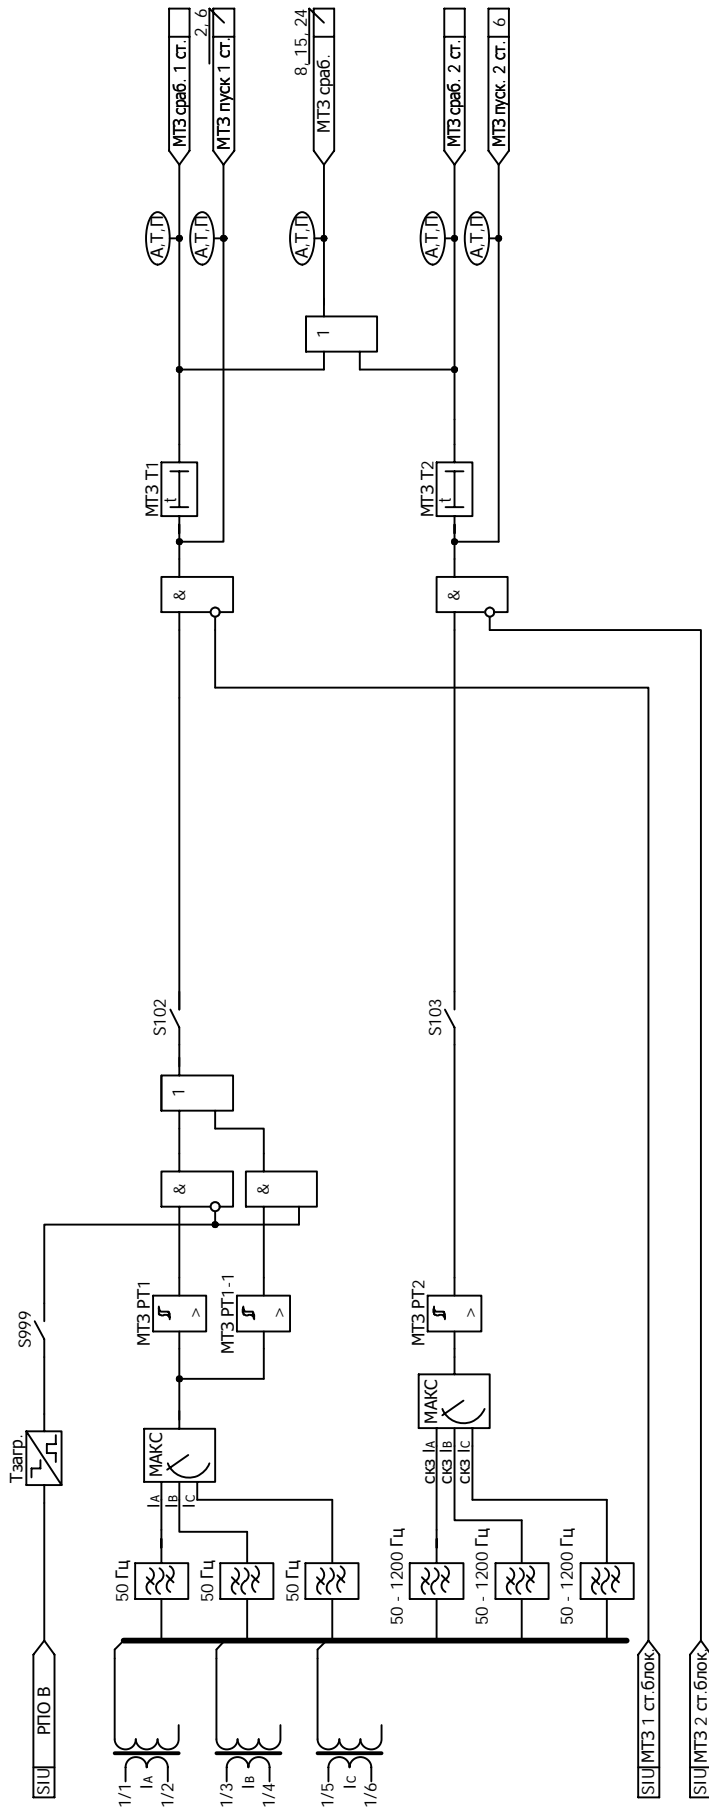 SIU РПО В
Тзагр.
S999
1/1
IA
1/2
1/3
IB
1/4
1/5
IC
1/6
50 Гц
50 Гц
50 Гц
IA
IB
IC
МАКС
МТЗ РТ1
>
МТЗ РТ1-1
>
&
&
1
S102
&
МТЗ Т1
t
А,Т,П
МТЗ сраб. 1 ст.
А,Т,П
МТЗ пуск 1 ст.
2, 6
1
А,Т,П
МТЗ сраб.
8, 15, 24
50 - 1200 Гц
50 - 1200 Гц
50 - 1200 Гц
скз IA
скз IB
скз IC
МАКС
МТЗ РТ2
>
S103
&
МТЗ Т2
t
А,Т,П
МТЗ сраб. 2 ст.
А,Т,П
МТЗ пуск. 2 ст. 6
SIU МТЗ 1 ст.блок.
SIU МТЗ 2 ст.блок.